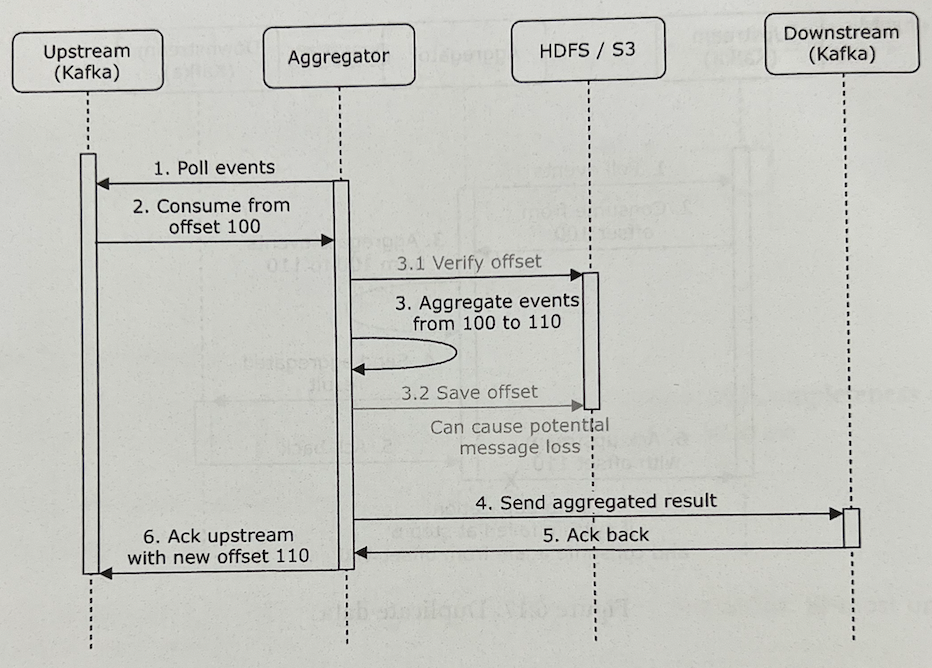 Upstream
(Kafka)
Aggregator
HDFS / S3
Downstream
(Kafka)
1. Poll events
2. Consume from
offset 100
3.1 Verify offset
3. Aggregate events
from 100 to 110
3.2 Save offset
Can cause potential
message loss
4. Send aggregated result
5. Ack back
6. Ack upstream
with new offset 110